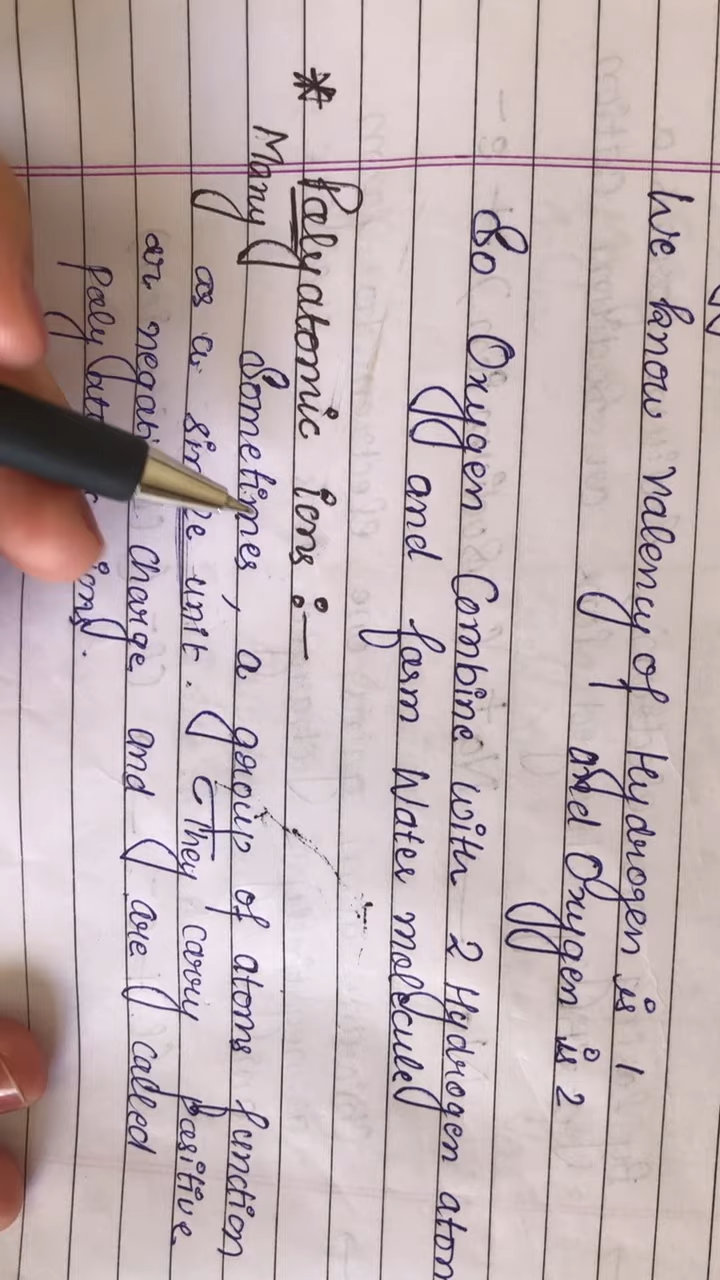 We know valency of Hydrogen is 1
and Oxygen is 2
So Oxygen Combine with 2 Hydrogen atom
and form Water molecule
* Polyatomic ions :-
Many Sometimes, a group of atoms function
as a unit. They carry positive
or charge and are called
Poly